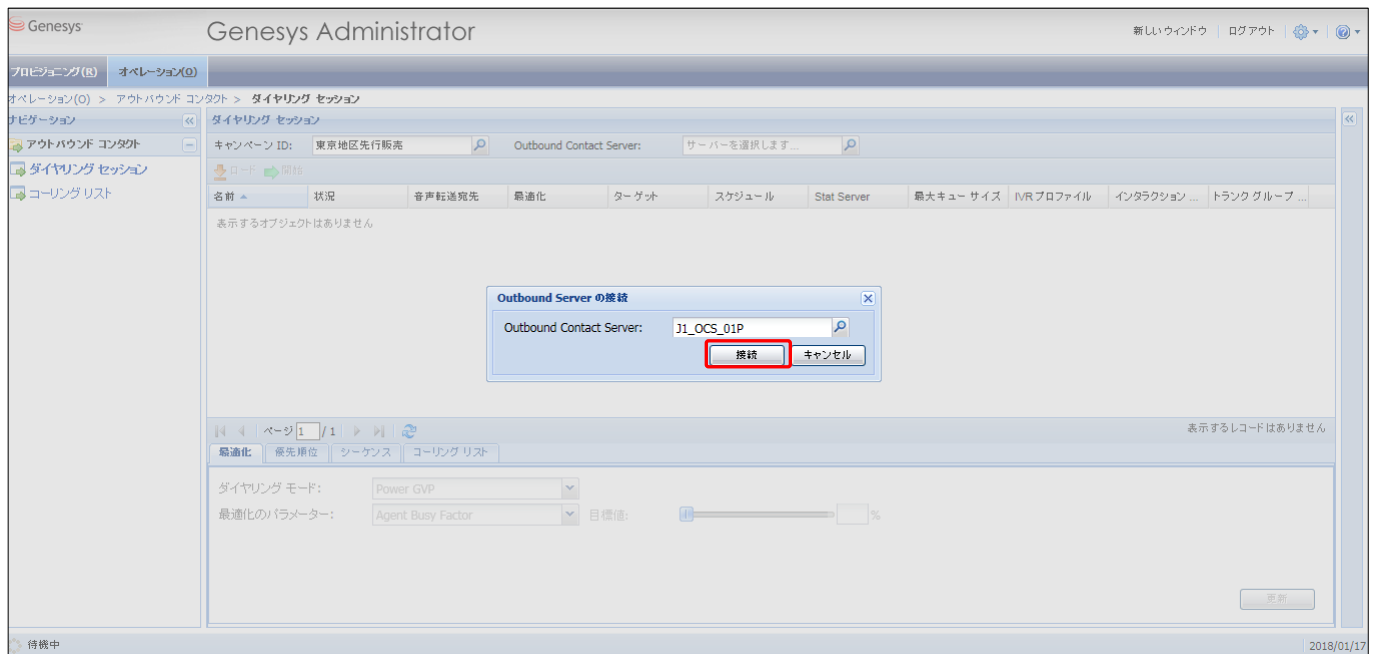 Genesys
Genesys Administrator
新しいウィンドウ
ログアウト
プロビジョニング(R)
オペレーション(O)
オペレーション(O) > アウトバウンド コンタクト > ダイヤリング セッション
ナビゲーション
ダイヤリング セッション
アウトバウンド コンタクト
ダイヤリング セッション
コーリング リスト
キャンペーン ID: 東京地区先行販売
Outbound Contact Server: サーバーを選択します...
ロード 開始
名前 状況 音声転送宛先 最適化 ターゲット スケジュール Stat Server 最大キュー サイズ IVR プロファイル インタラクション ... トランク グループ ...
表示するオブジェクトはありません
Outbound Server の接続
Outbound Contact Server: J1_OCS_01P
接続 キャンセル
ページ 1 / 1
表示するレコードはありません
最適化 優先順位 シーケンス コーリング リスト
ダイヤリング モード: Power GVP
最適化のパラメーター: Agent Busy Factor 目標値: %
更新
待機中
2018/01/17